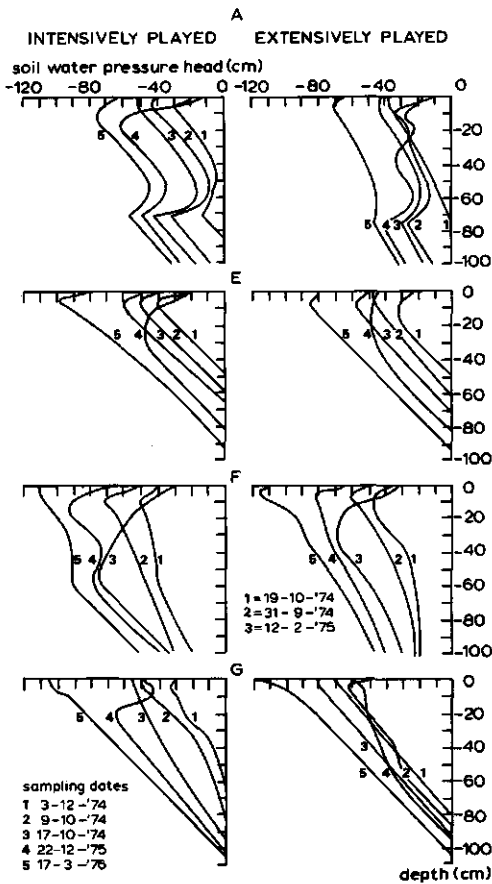 A
INTENSIVELY PLAYED EXTENSIVELY PLAYED
soil water pressure head (cm)
-120 -80 -40 0 -120 -80 -40 0
-20
-40
-60
-80
-100
5 4 3 2 1
5 4 3 2 1
E
0
-20
-40
-60
-80
-100
5 4 3 2 1
5 4 3 2 1
F
0
-20
-40
-60
-80
-100
5 4 3 2 1
5 4 3 2 1
1=19-10-'74
2=31-9-'74
3=12-2-'75
G
0
-20
-40
-60
-80
-100
5 4 3 2 1
3
5 4 2 1
sampling dates
1 3-12-'74
2 9-10-'74
3 17-10-'74
4 22-12-'75
5 17-3-'75
depth(cm)